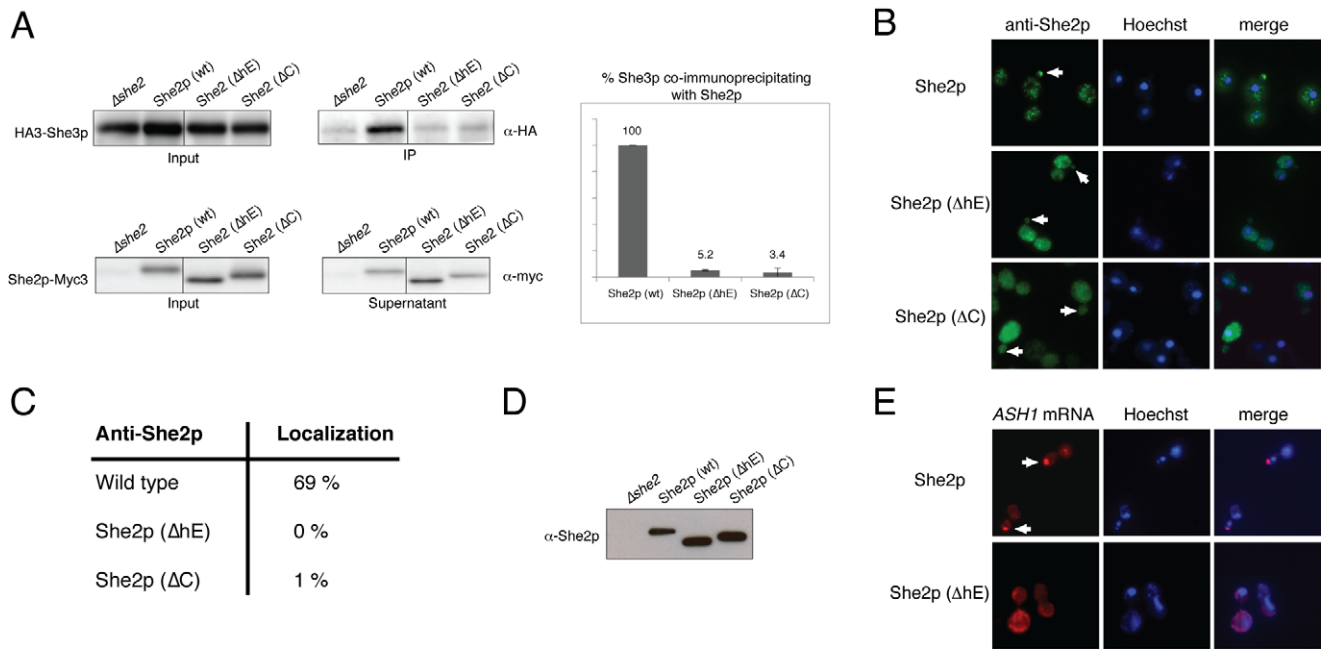 A
Δshe2 She2p (wt) She2 (ΔhE) She2 (ΔC)
HA3-She3p
Input
Δshe2 She2p (wt) She2 (ΔhE) She2 (ΔC)
α-HA
IP
Δshe2 She2p (wt) She2 (ΔhE) She2 (ΔC)
She2p-Myc3
Input
Δshe2 She2p (wt) She2 (ΔhE) She2 (ΔC)
α-myc
Supernatant
% She3p co-immunoprecipitating
with She2p
100
5.2
3.4
She2p (wt) She2p (ΔhE) She2p (ΔC)
B
anti-She2p Hoechst merge
She2p
She2p (ΔhE)
She2p (ΔC)
C
Anti-She2p Localization
Wild type 69 %
She2p (ΔhE) 0 %
She2p (ΔC) 1 %
D
Δshe2 She2p (wt) She2p (ΔhE) She2p (ΔC)
α-She2p
E
ASH1 mRNA Hoechst merge
She2p
She2p (ΔhE)